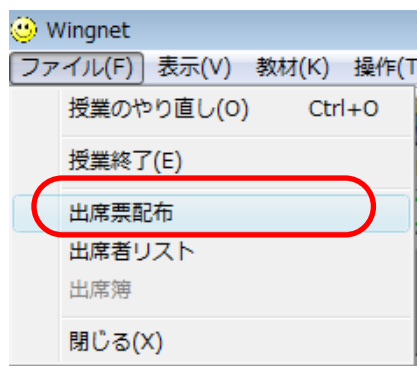 Wingnet
ファイル(F) 表示(V) 教材(K) 操作(T
授業のやり直し(O) Ctrl+O
授業終了(E)
出席票配布
出席者リスト
出席簿
閉じる(X)